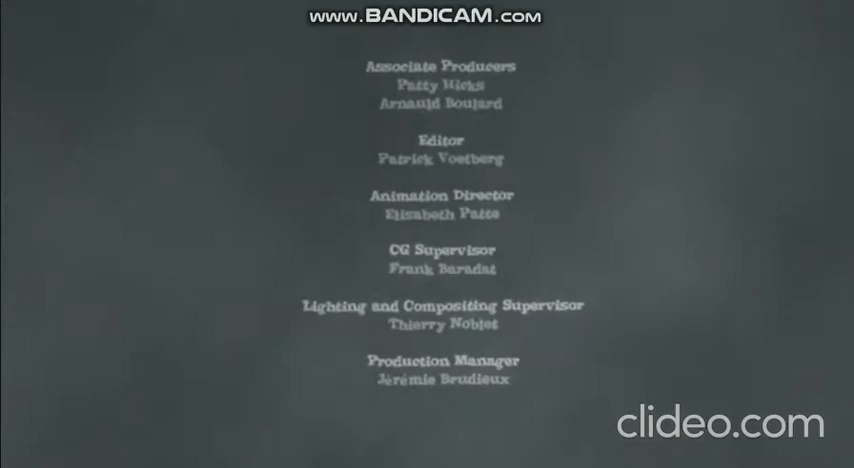 www.BANDICAM.com
Associate Producers
Patty Hicks
Arnauld Boulard
Editor
Patrick Voetberg
Animation Director
Elisabeth Patte
CG Supervisor
Frank Baradat
Lighting and Compositing Supervisor
Thierry Noblet
Production Manager
Jérémie Brudieux
clideo.com